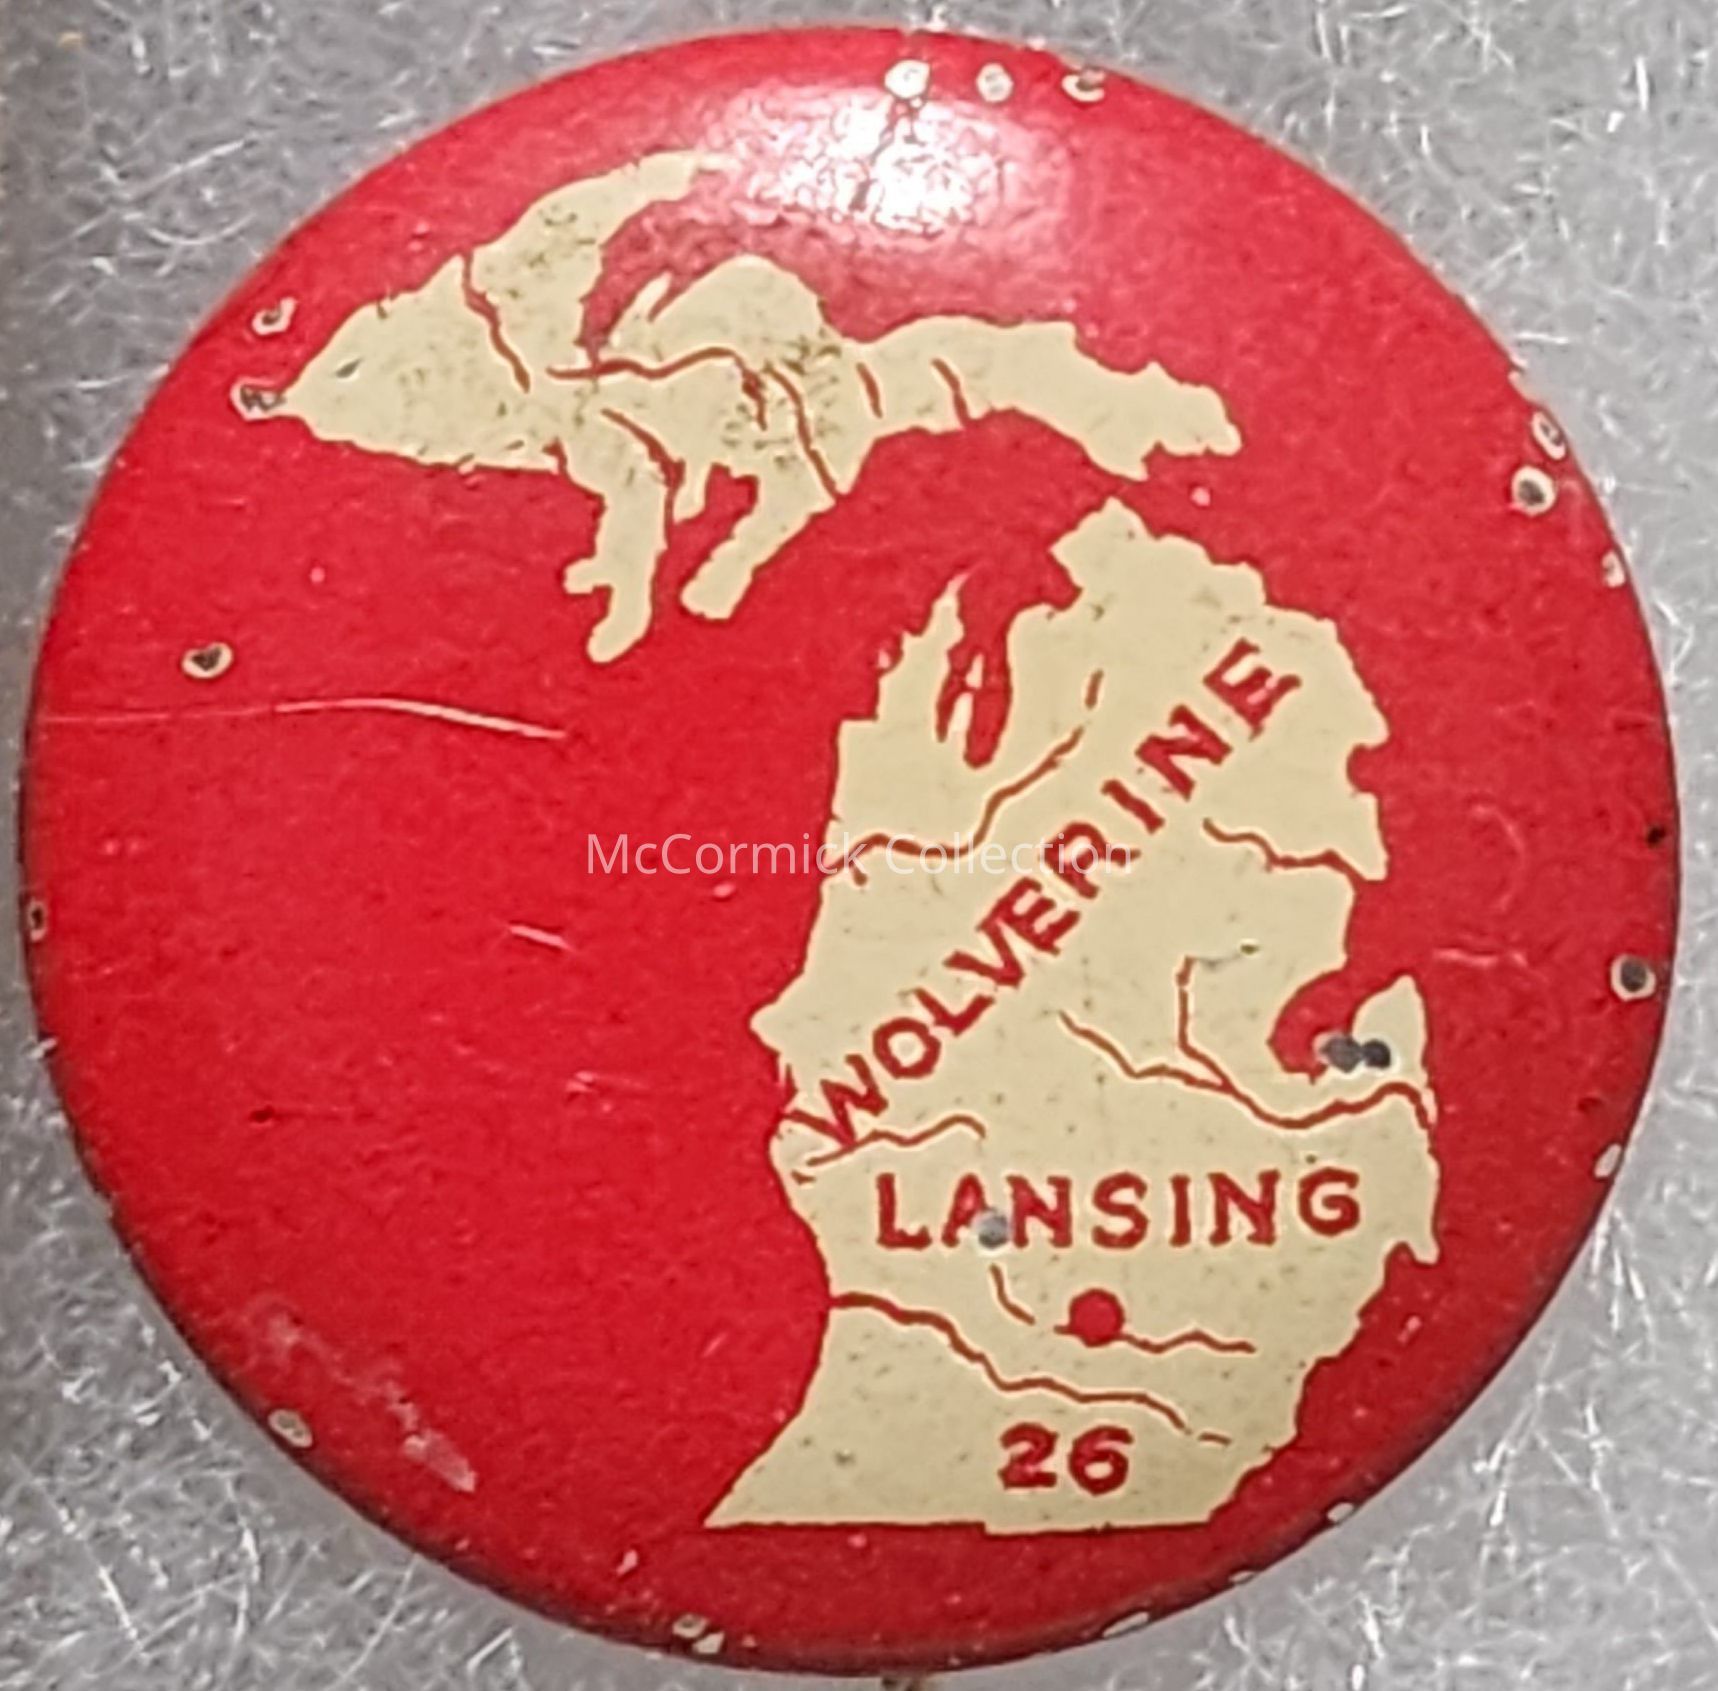 WOLVERINE
McCormick Collection
LANSING
26